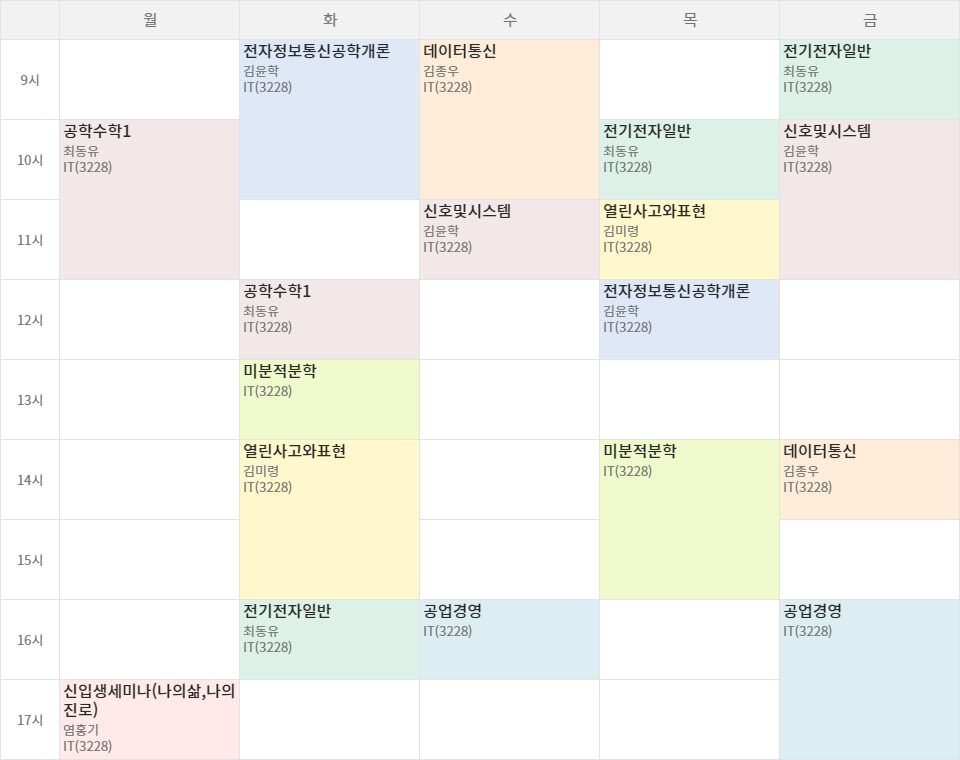 월 화 수 목 금
9시
전자정보통신공학개론
김윤학
IT(3228)
데이터통신
김종우
IT(3228)
전기전자일반
최동유
IT(3228)
10시
공학수학1
최동유
IT(3228)
전기전자일반
최동유
IT(3228)
신호및시스템
김윤학
IT(3228)
11시
신호및시스템
김윤학
IT(3228)
열린사고와표현
김미령
IT(3228)
12시
공학수학1
최동유
IT(3228)
전자정보통신공학개론
김윤학
IT(3228)
13시
미분적분학
IT(3228)
14시
열린사고와표현
김미령
IT(3228)
미분적분학
IT(3228)
데이터통신
김종우
IT(3228)
15시
16시
전기전자일반
최동유
IT(3228)
공업경영
IT(3228)
공업경영
IT(3228)
17시
신입생세미나(나의삶,나의
진로)
염홍기
IT(3228)